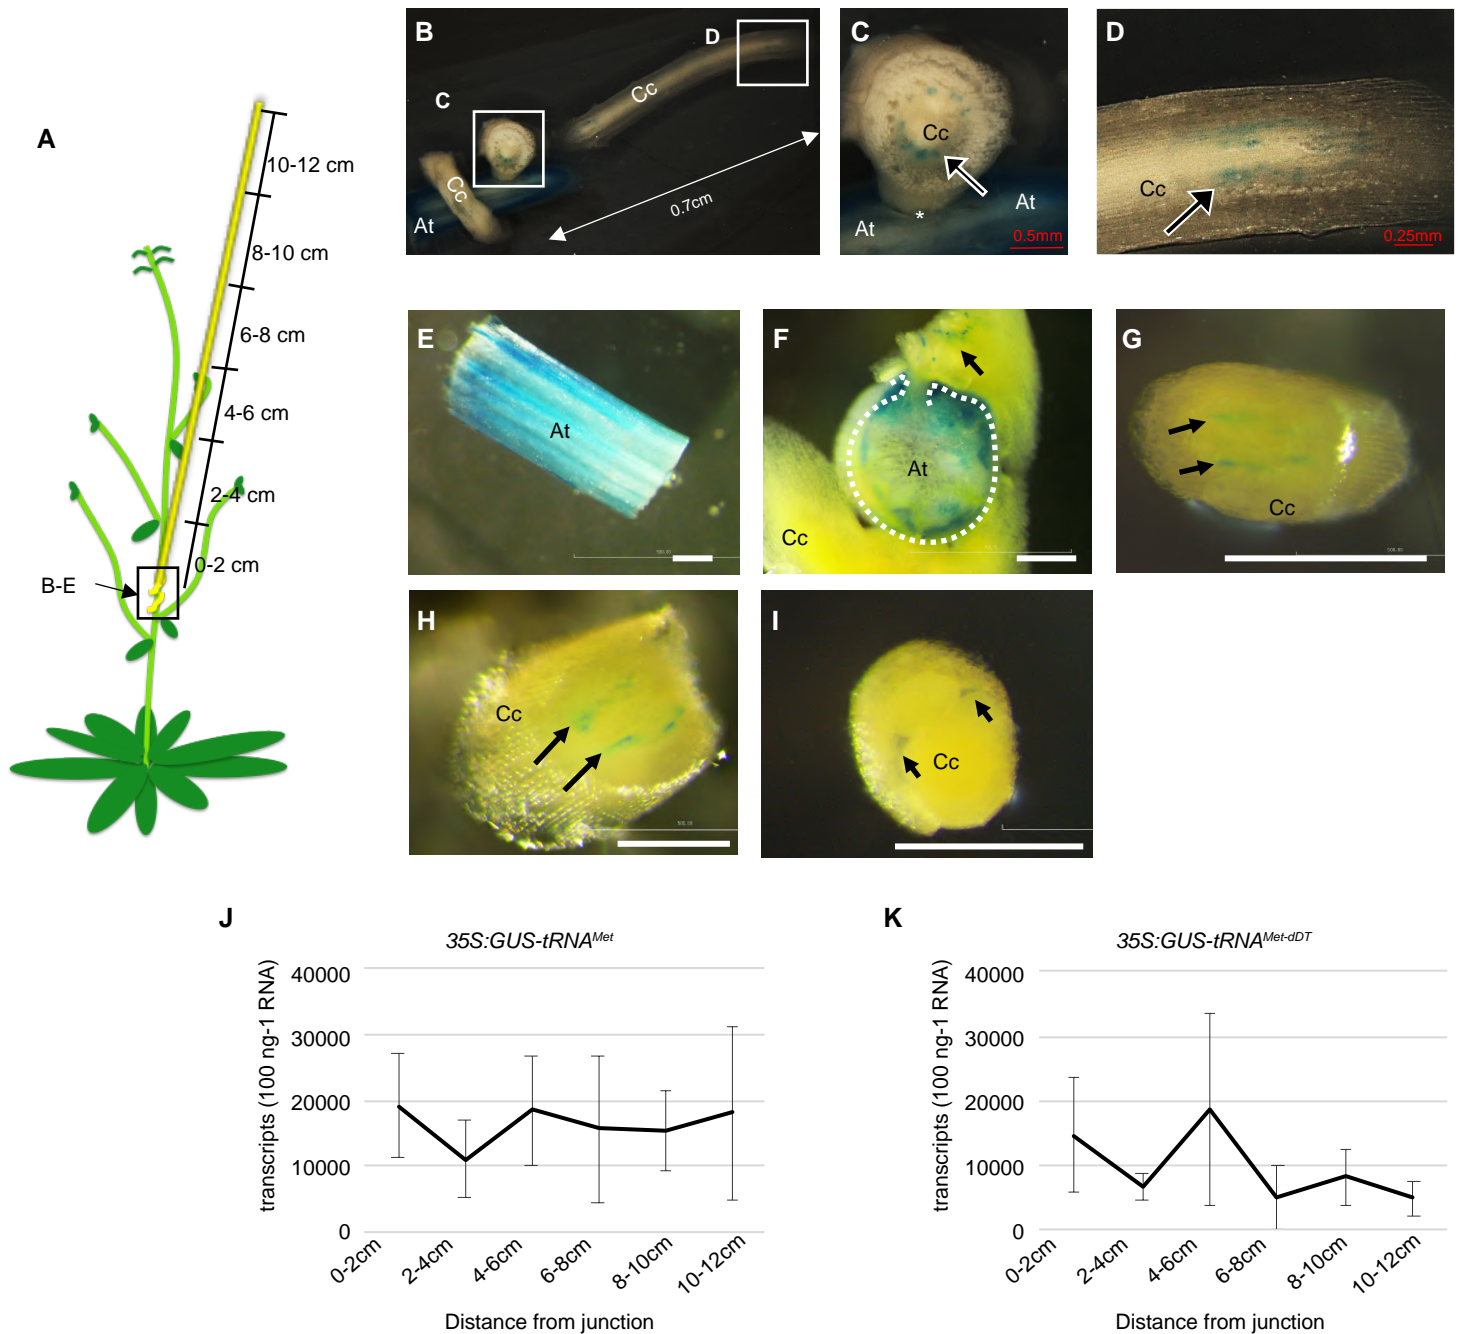 A
10-12 cm
8-10 cm
6-8 cm
4-6 cm
2-4 cm
0-2 cm
B-E
B
D
C
Cc
Cc
At
0.7cm
C
Cc
At
At
*
0.5mm
D
Cc
0.25mm
E
At
F
At
Cc
G
Cc
H
Cc
I
Cc
J
35S:GUS-tRNA^Met
transcripts (100 ng-1 RNA)
40000
30000
20000
10000
0
0-2cm
2-4cm
4-6cm
6-8cm
8-10cm
10-12cm
Distance from junction
K
35S:GUS-tRNA^Met-dDT
transcripts (100 ng-1 RNA)
40000
30000
20000
10000
0
0-2cm
2-4cm
4-6cm
6-8cm
8-10cm
10-12cm
Distance from junction